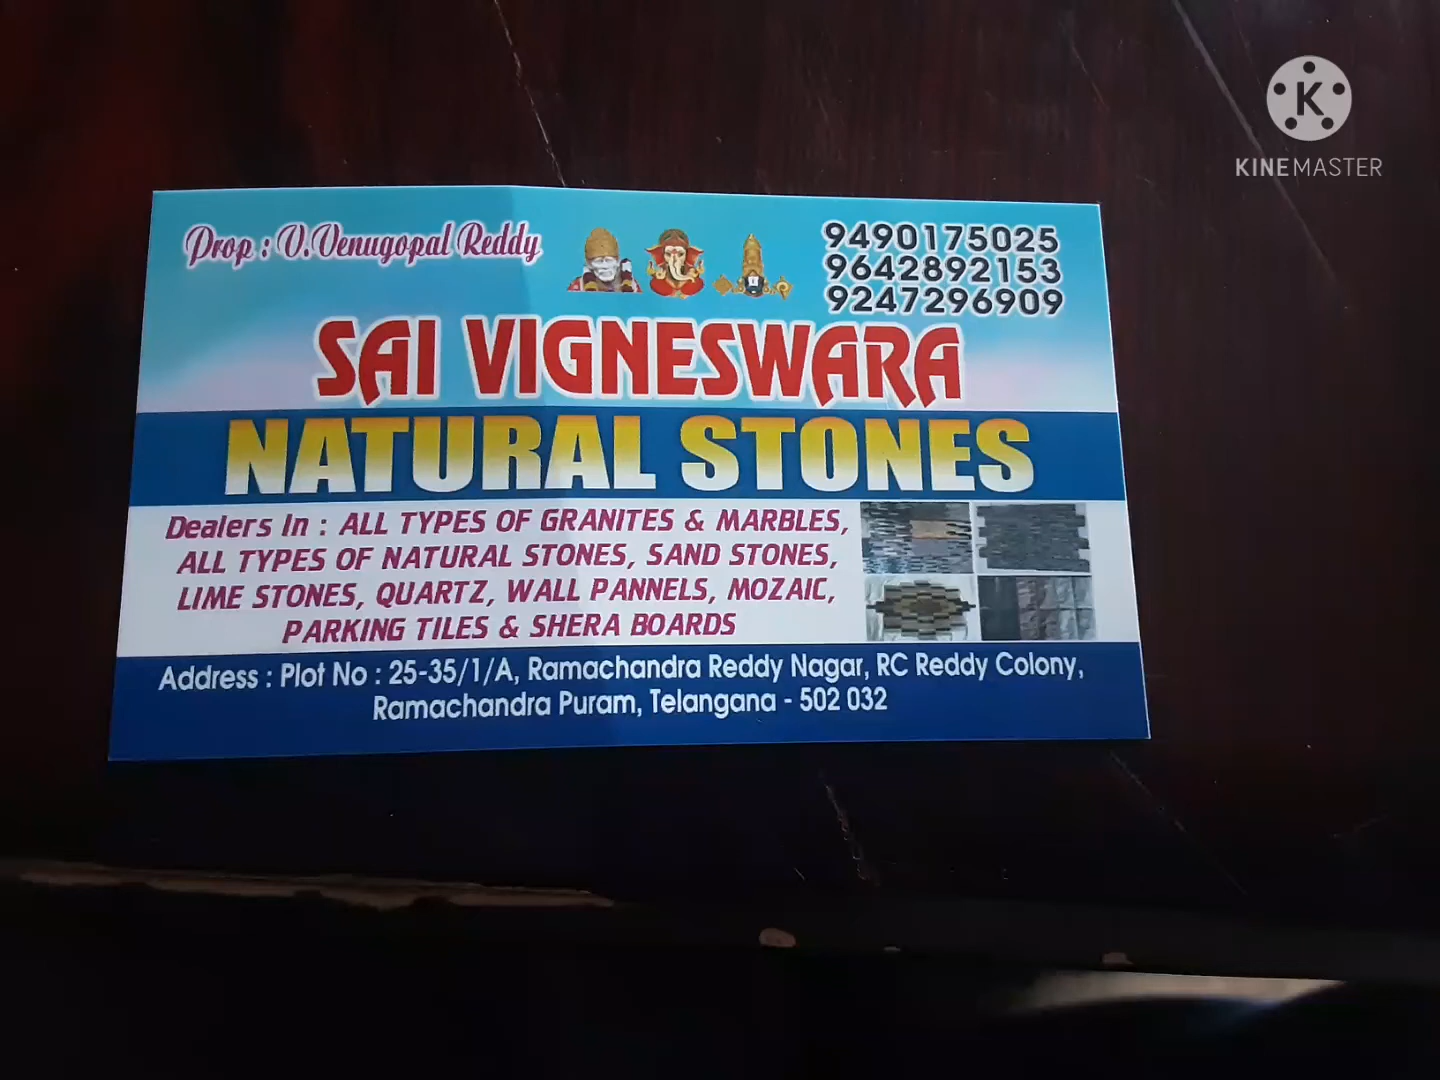 KINEMASTER
Prop : V.Venugopal Reddy
9490175025
9642892153
9247296909
SAI VIGNESWARA
NATURAL STONES
Dealers In : ALL TYPES OF GRANITES & MARBLES,
ALL TYPES OF NATURAL STONES, SAND STONES,
LIME STONES, QUARTZ, WALL PANNELS, MOZAIC,
PARKING TILES & SHERA BOARDS
Address : Plot No : 25-35/1/A, Ramachandra Reddy Nagar, RC Reddy Colony,
Ramachandra Puram, Telangana - 502 032